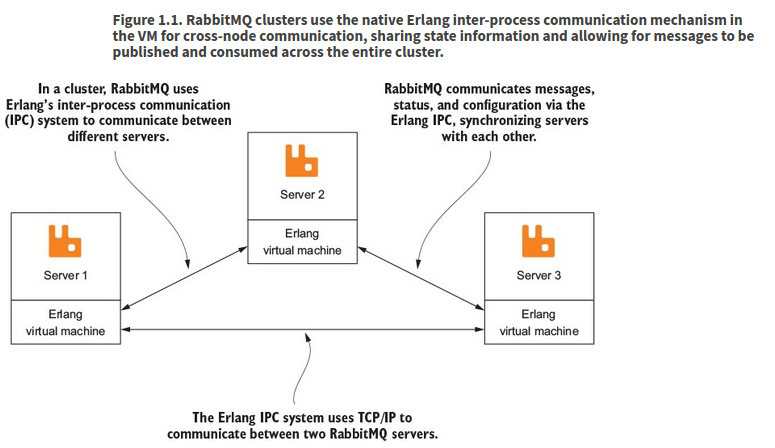 Figure 1.1. RabbitMQ clusters use the native Erlang inter-process communication mechanism in
the VM for cross-node communication, sharing state information and allowing for messages to be
published and consumed across the entire cluster.
In a cluster, RabbitMQ uses
Erlang's inter-process communication
(IPC) system to communicate between
different servers.
RabbitMQ communicates messages,
status, and configuration via the
Erlang IPC, synchronizing servers
with each other.
Server 2
Erlang
virtual machine
Server 1
Erlang
virtual machine
Server 3
Erlang
virtual machine
The Erlang IPC system uses TCP/IP to
communicate between two RabbitMQ servers.